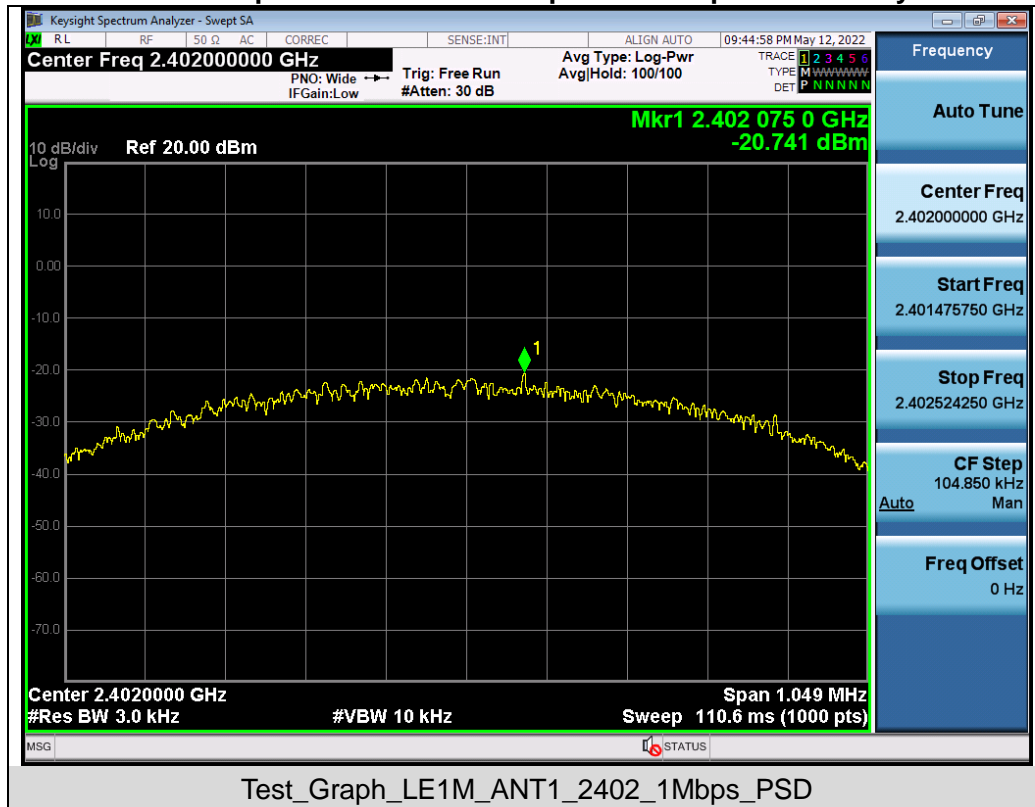 Keysight Spectrum Analyzer - Swept SA
LXI RL RF 50 Ω AC CORREC SENSE:INT ALIGN AUTO 09:44:58 PM May 12, 2022
Center Freq 2.402000000 GHz
PNO: Wide
IFGain:Low
Trig: Free Run
#Atten: 30 dB
Avg Type: Log-Pwr
Avg|Hold: 100/100
TRACE 1 2 3 4 5 6
TYPE M WWWWW
DET P N N N N N
Mkr1 2.402 075 0 GHz
-20.741 dBm
10 dB/div Ref 20.00 dBm
Log
10.0
0.00
-10.0
-20.0
-30.0
-40.0
-50.0
-60.0
-70.0
1
Center 2.4020000 GHz Span 1.049 MHz
#Res BW 3.0 kHz #VBW 10 kHz Sweep 110.6 ms (1000 pts)
MSG STATUS
Frequency
Auto Tune
Center Freq
2.402000000 GHz
Start Freq
2.401475750 GHz
Stop Freq
2.402524250 GHz
CF Step
104.850 kHz
Auto Man
Freq Offset
0 Hz
Test_Graph_LE1M_ANT1_2402_1Mbps_PSD